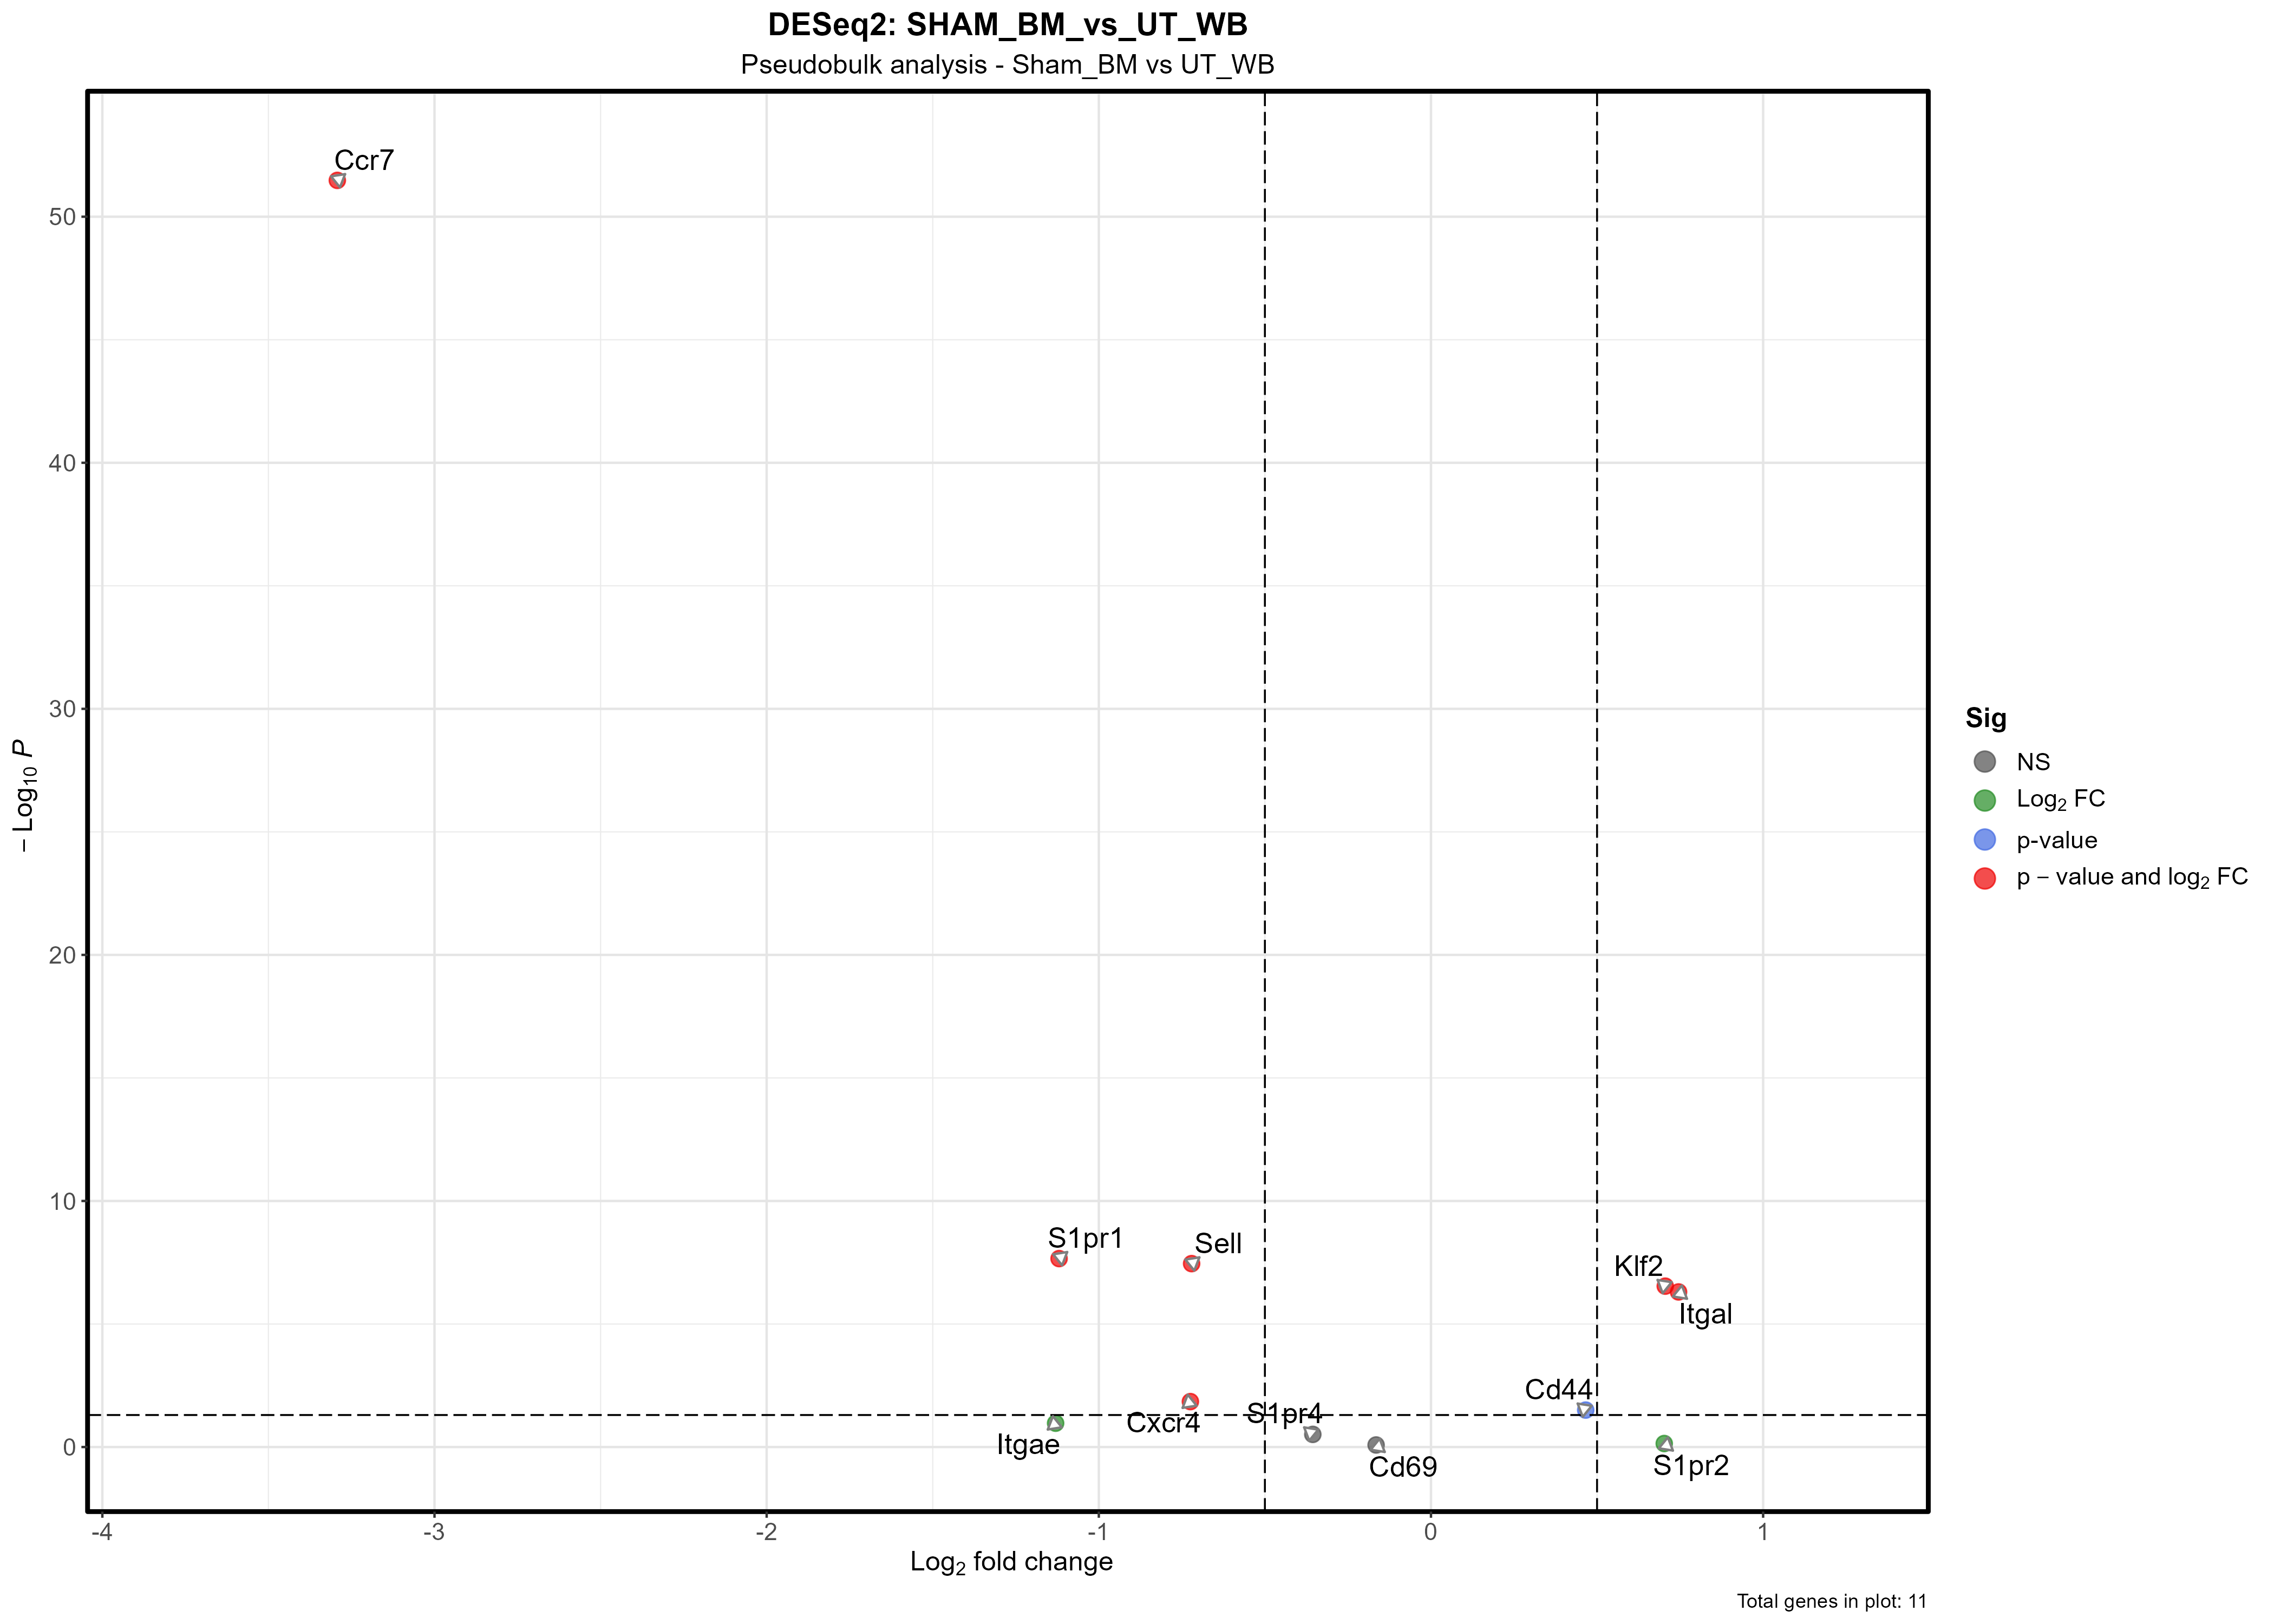 DESeq2: SHAM_BM_vs_UT_WB
Pseudobulk analysis - Sham_BM vs UT_WB
− Log₁₀ P
50
40
30
20
10
0
Ccr7
S1pr1
Sell
Klf2
Itgal
Cd44
S1pr4
Cxcr4
Itgae
Cd69
S1pr2
-4
-3
-2
-1
0
1
Log₂ fold change
Sig
NS
Log₂ FC
p-value
p − value and log₂ FC
Total genes in plot: 11